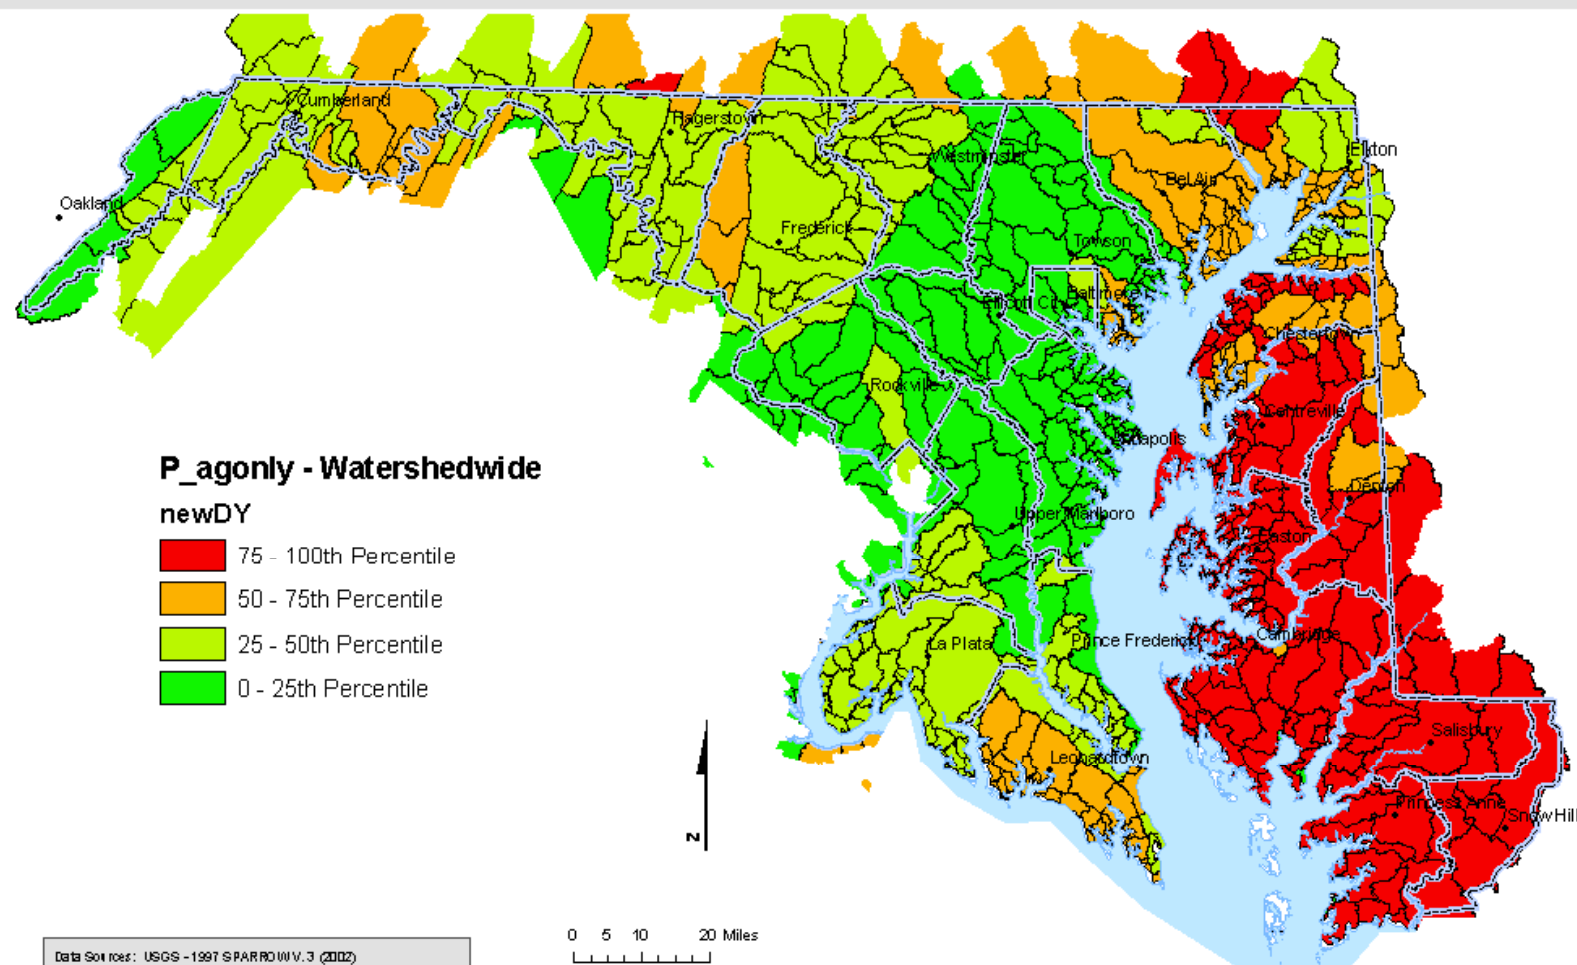 Cumberland
Hagerstown
Westminster
Elkton
Oakland
Bel Air
Frederick
Towson
Ellicott City
Baltimore
Chestertown
Rockville
Centreville
Annapolis
P_agonly - Watershedwide
newDY
75 - 100th Percentile
50 - 75th Percentile
25 - 50th Percentile
0 - 25th Percentile
Denton
Upper Marlboro
Easton
Cambridge
La Plata
Prince Frederick
Salisbury
Leonardtown
Princess Anne
Snow Hill
N
0 5 10 20 Miles
Data Sources: USGS - 1997 SPARROW V. 3 (2002)